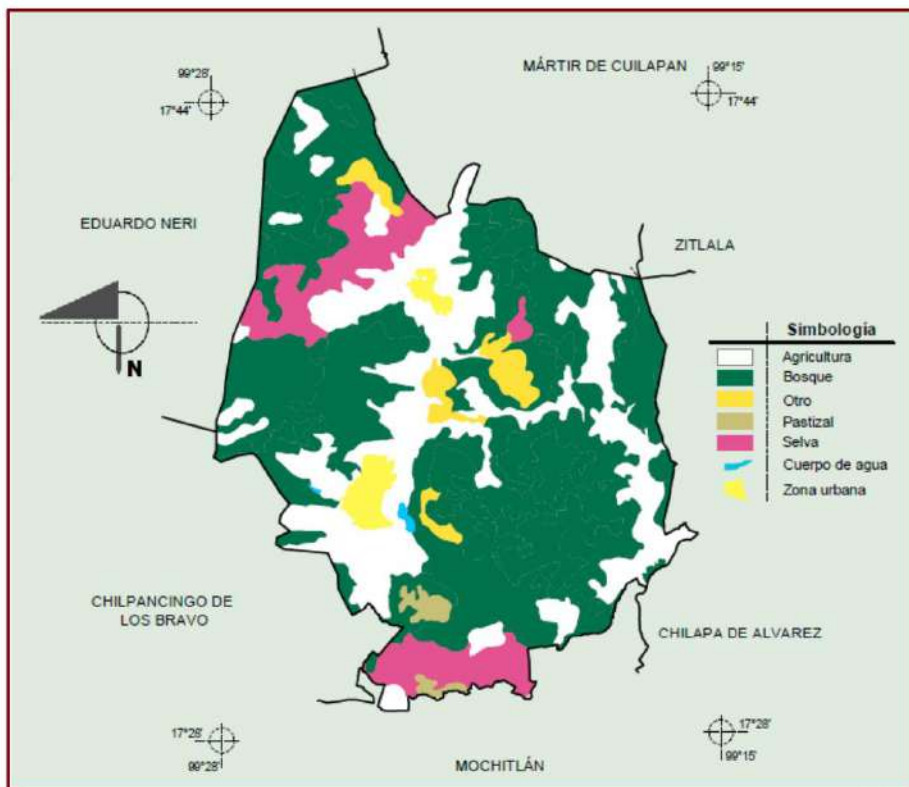 MÁRTIR DE CUILAPAN
99°28'
17°44'
99°15'
17°44'
EDUARDO NERI
ZITLALA
N
Simbología
Agricultura
Bosque
Otro
Pastizal
Selva
Cuerpo de agua
Zona urbana
CHILPANCINGO DE
LOS BRAVO
CHILAPA DE ALVAREZ
17°28'
99°28'
17°28'
99°15'
MOCHITLÁN